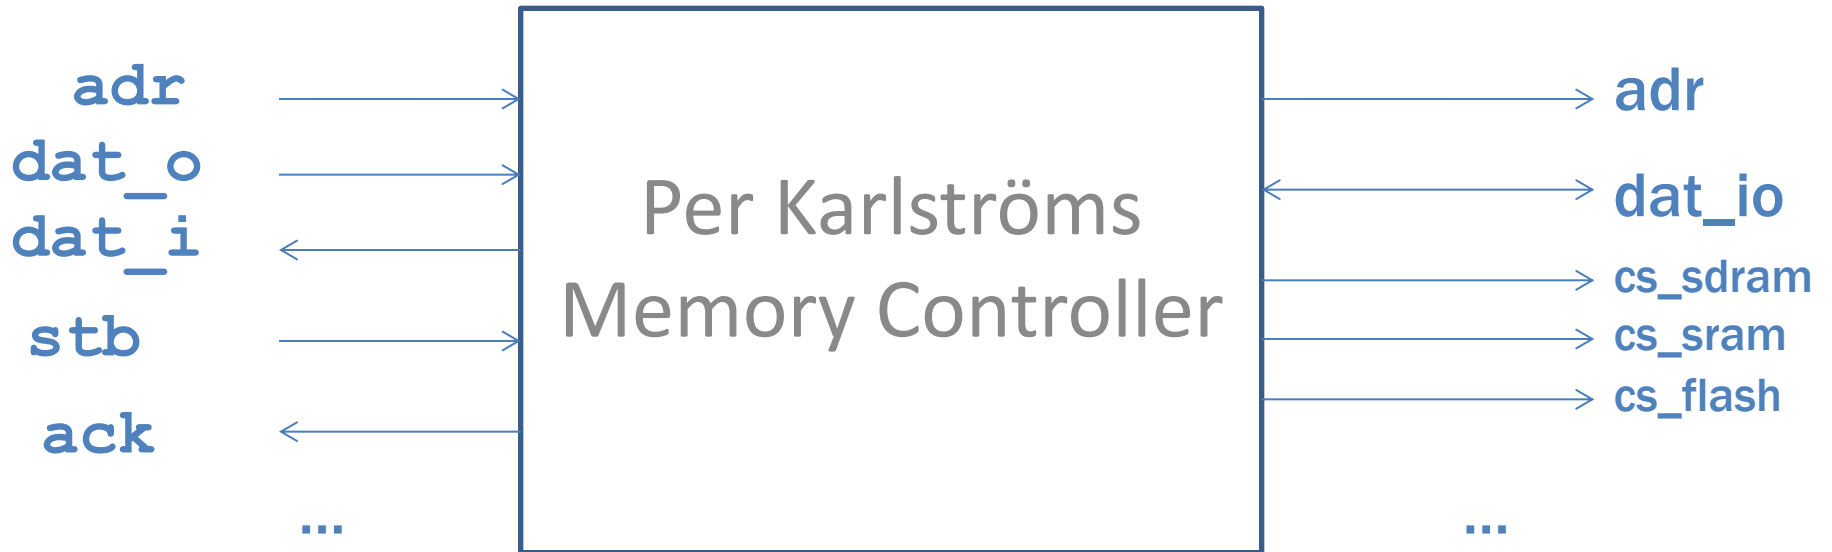 adr
dat_o
dat_i
stb
ack
...
Per Karlströms
Memory Controller
adr
dat_io
cs_sdram
cs_sram
cs_flash
...